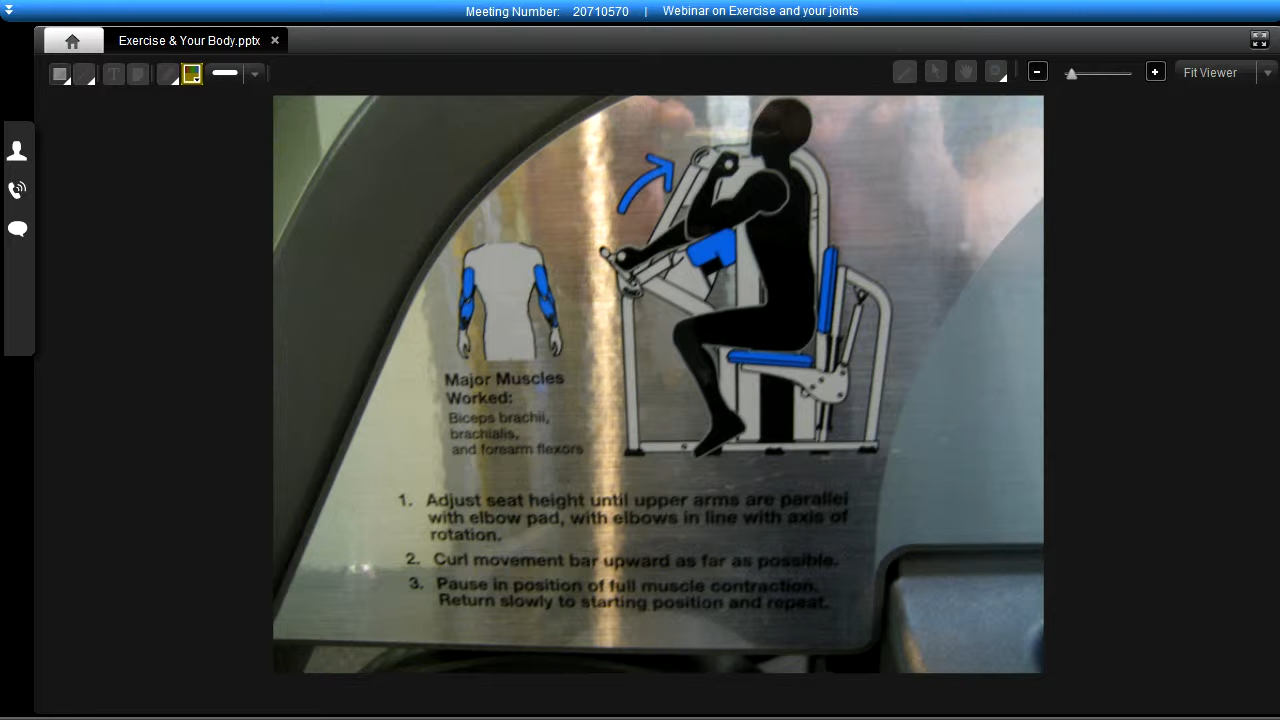 Meeting Number: 20710570 | Webinar on Exercise and your joints
Exercise & Your Body.pptx
Fit Viewer
Major Muscles
Worked:
Biceps brachii,
brachialis,
and forearm flexors
1. Adjust seat height until upper arms are parallel
with elbow pad, with elbows in line with axis of
rotation.
2. Curl movement bar upward as far as possible.
3. Pause in position of full muscle contraction.
Return slowly to starting position and repeat.